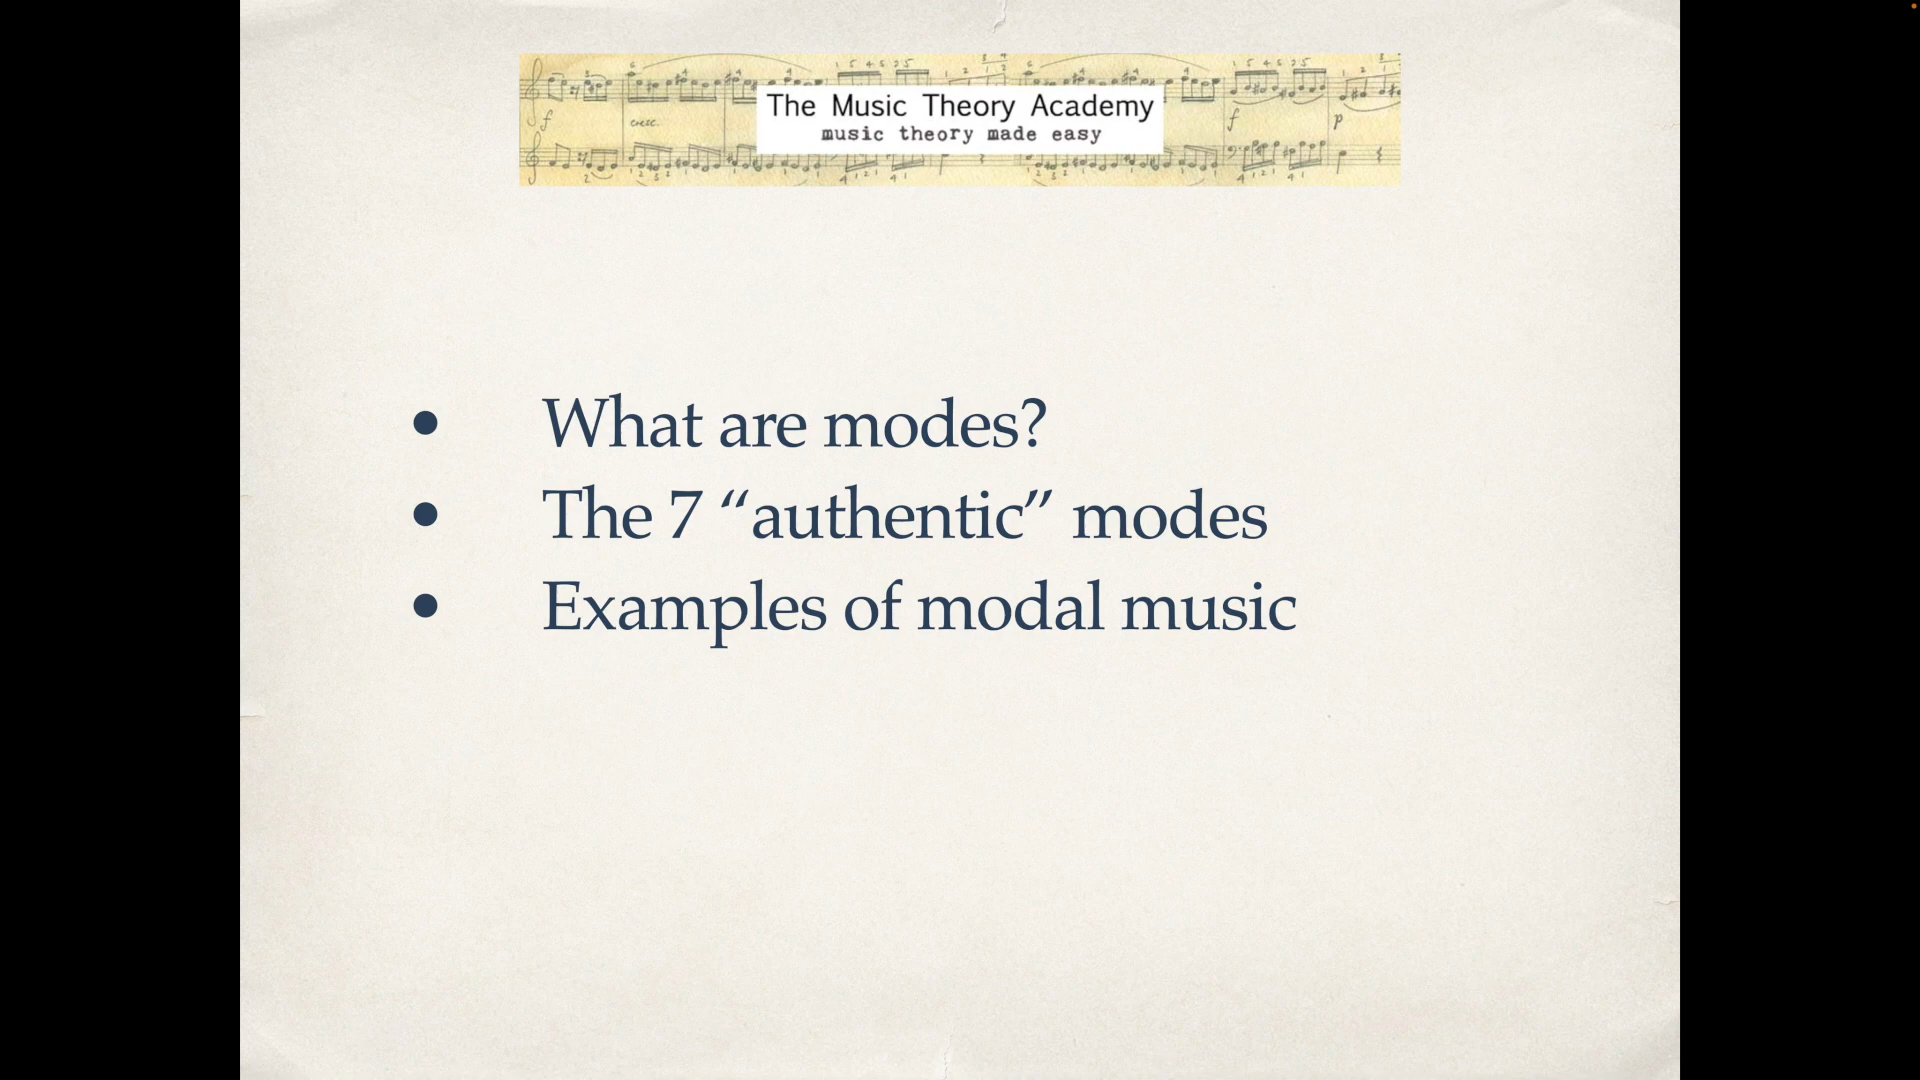 The Music Theory Academy
music theory made easy
• What are modes?
• The 7 “authentic” modes
• Examples of modal music